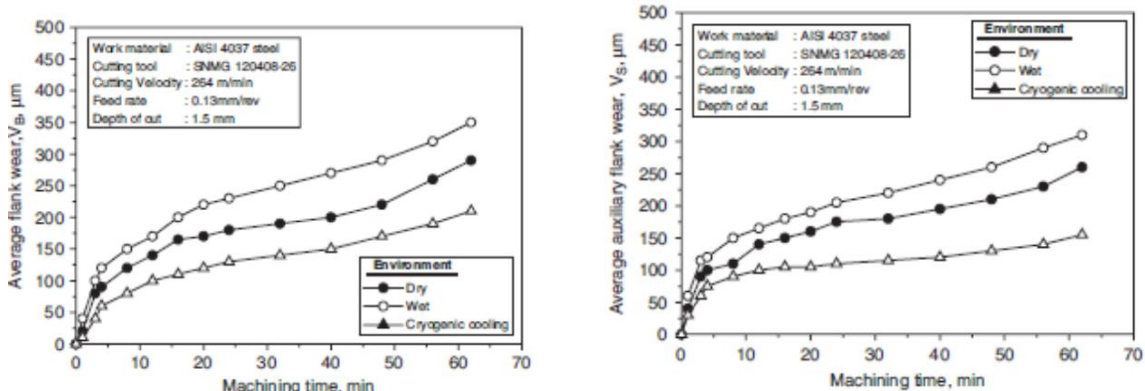 500
450
400
350
300
250
200
150
100
50
0
Average flank wear,VB, μm
Work material : AISI 4037 steel
Cutting tool : SNMG 120408-26
Cutting Velocity : 264 m/min
Feed rate : 0.13mm/rev
Depth of cut : 1.5 mm
Environment
Dry
Wet
Cryogenic cooling
0 10 20 30 40 50 60 70
Machining time, min
500
450
400
350
300
250
200
150
100
50
0
Average auxiliary flank wear, VS, μm
Work material : AISI 4037 steel
Cutting tool : SNMG 120408-26
Cutting Velocity : 264 m/min
Feed rate : 0.13mm/rev
Depth of cut : 1.5 mm
Environment
Dry
Wet
Cryogenic cooling
0 10 20 30 40 50 60 70
Machining time, min